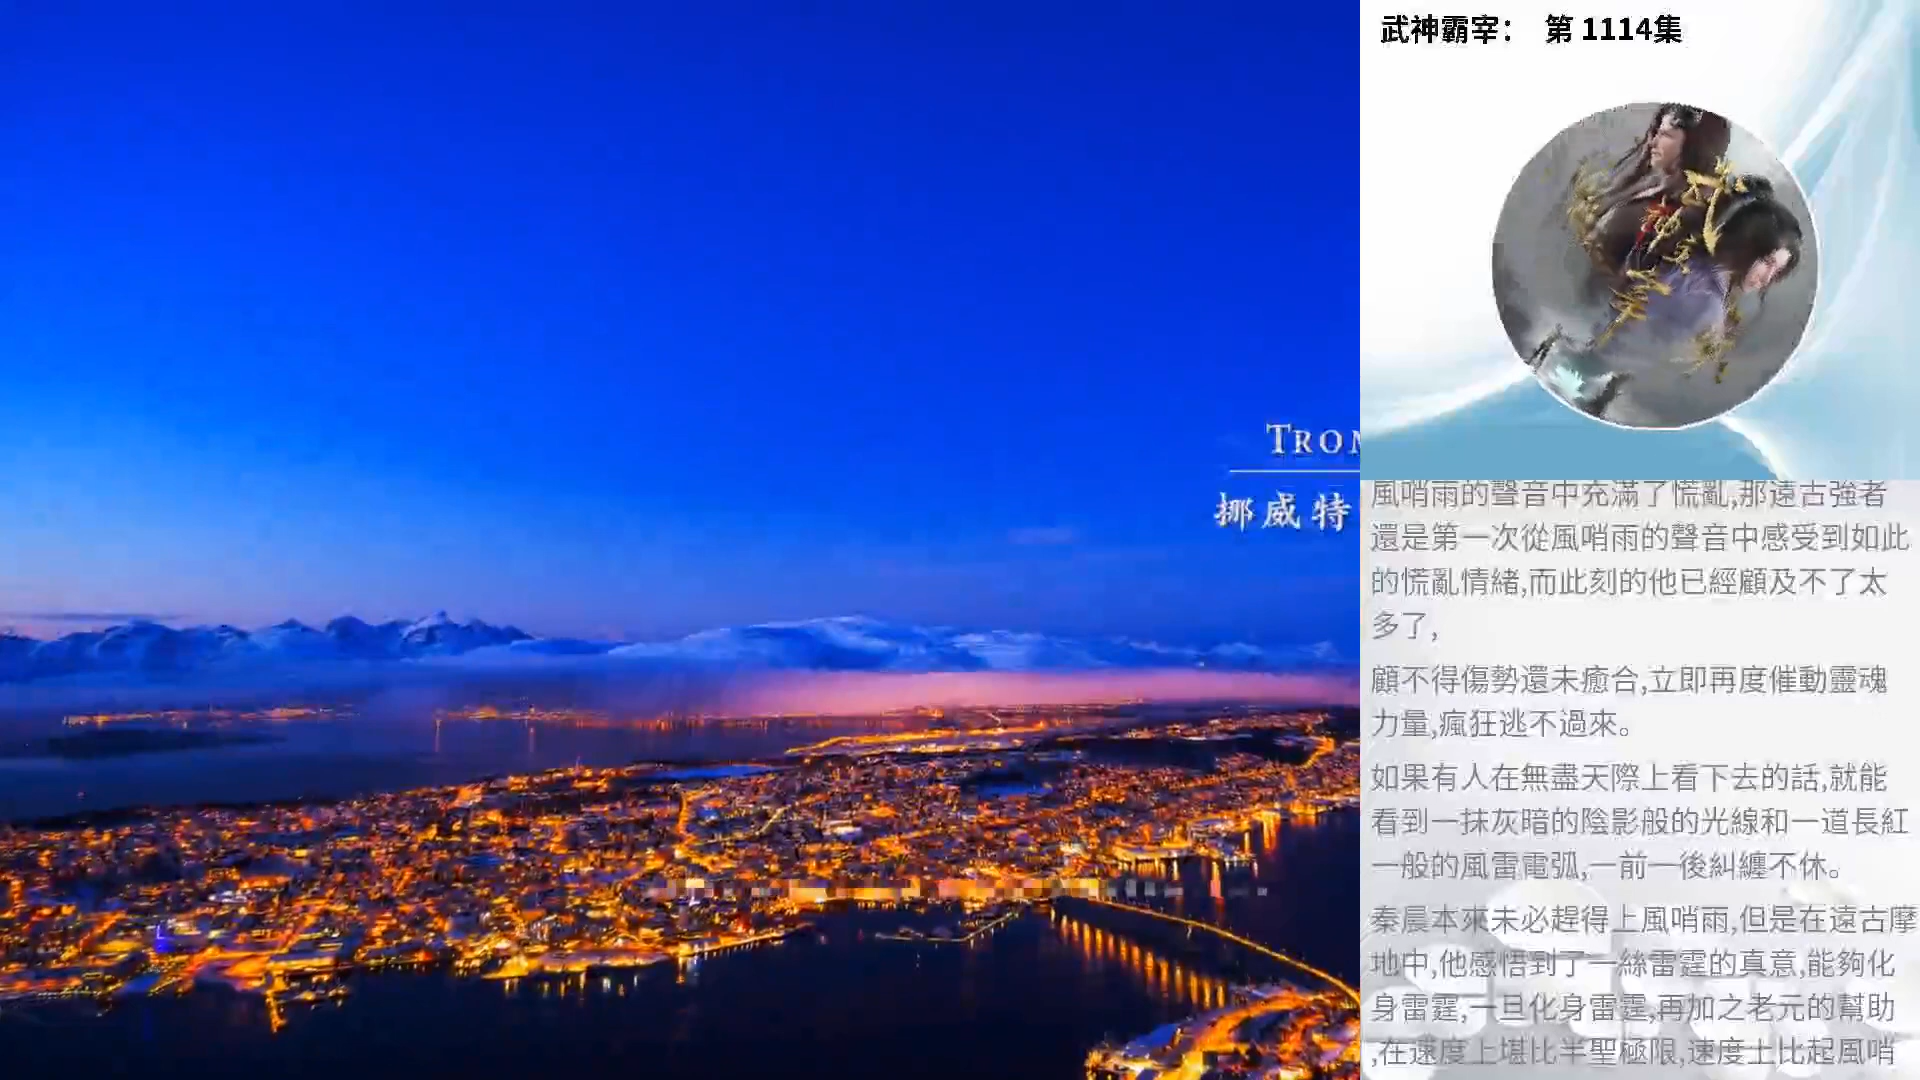 武神霸宰： 第 1114集
TROM
挪威特
風哨雨的聲音中充滿了慌亂,那遠古強者
還是第一次從風哨雨的聲音中感受到如此
的慌亂情緒,而此刻的他已經顧及不了太
多了,
顧不得傷勢還未癒合,立即再度催動靈魂
力量,瘋狂逃不過來。
如果有人在無盡天際上看下去的話,就能
看到一抹灰暗的陰影般的光線和一道長紅
一般的風雷電弧,一前一後糾纏不休。
秦晨本來未必趕得上風哨雨,但是在遠古摩
地中,他感悟到了一絲雷霆的真意,能夠化
身雷霆,一旦化身雷霆,再加之老元的幫助
,在速度上堪比半聖極限,速度土比起風哨